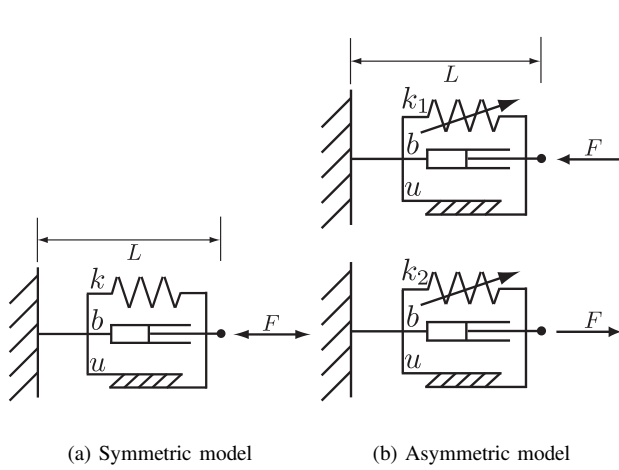 L
k₁
b
F
u
L
k
b
F
u
k₂
b
F
u
(a) Symmetric model
(b) Asymmetric model